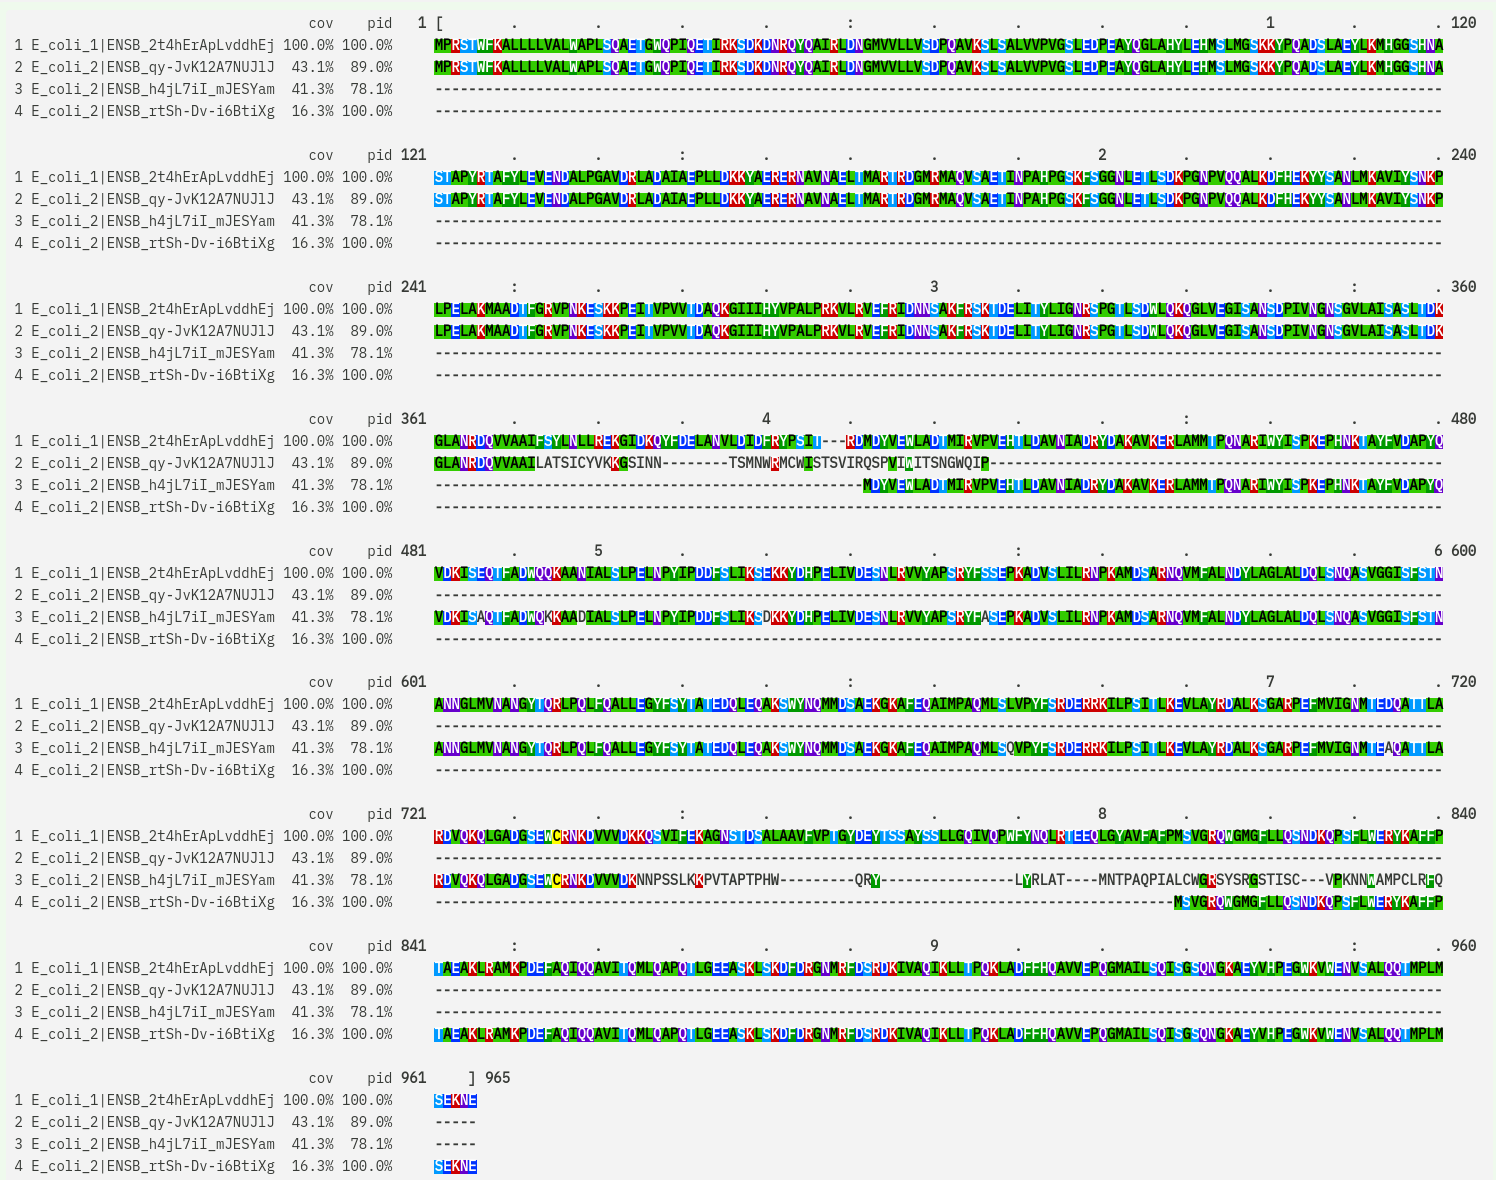 cov pid 1 [ . . . . : . . . . 1 . . 120
1 E_coli_1|ENSB_2t4hErApLvddhEj 100.0% 100.0% MPRSTWFKALLLLVALWAPLSQAETGWQPIQETIRKSDKDNRQYQAIRLDNGMVVLLVSDPQAVKSLSALVVPVGSLEDPEAYQGLAHYLEHMSLMGSKKYPQADSLAEYLKMHGGSHNA
2 E_coli_2|ENSB_qy-JvK12A7NUJlJ 43.1% 89.0% MPRSTWFKALLLLVALWAPLSQAETGWQPIQETIRKSDKDNRQYQAIRLDNGMVVLLVSDPQAVKSLSALVVPVGSLEDPEAYQGLAHYLEHMSLMGSKKYPQADSLAEYLKMHGGSHNA
3 E_coli_2|ENSB_h4jL7iI_mJESYam 41.3% 78.1% ------------------------------------------------------------------------------------------------------------------------
4 E_coli_2|ENSB_rtSh-Dv-i6BtiXg 16.3% 100.0% ------------------------------------------------------------------------------------------------------------------------
cov pid 121 . . : . . . . 2 . . . . 240
1 E_coli_1|ENSB_2t4hErApLvddhEj 100.0% 100.0% STAPYRTAFYLEVENDALPGAVDRLADAIAEPLLDKKYAERERNAVNAELTMARTRDGMRMAQVSAETINPAHPGSKFSGGNLETLSDKPGNPVQQALKDFHEKYYSANLMKAVIYSNKP
2 E_coli_2|ENSB_qy-JvK12A7NUJlJ 43.1% 89.0% STAPYRTAFYLEVENDALPGAVDRLADAIAEPLLDKKYAERERNAVNAELTMARTRDGMRMAQVSAETINPAHPGSKFSGGNLETLSDKPGNPVQQALKDFHEKYYSANLMKAVIYSNKP
3 E_coli_2|ENSB_h4jL7iI_mJESYam 41.3% 78.1% ------------------------------------------------------------------------------------------------------------------------
4 E_coli_2|ENSB_rtSh-Dv-i6BtiXg 16.3% 100.0% ------------------------------------------------------------------------------------------------------------------------
cov pid 241 : . . . . 3 . . . . : . 360
1 E_coli_1|ENSB_2t4hErApLvddhEj 100.0% 100.0% LPELAKMAADTFGRVPNKESKKPEITVPVVTDAQKGIIIHYVPALPRKVLRVEFRIDNNSAKFRSKTDELITYLIGNRSPGTLSDWLQKQGLVEGISANSDPIVNGNSGVLAISASLTDK
2 E_coli_2|ENSB_qy-JvK12A7NUJlJ 43.1% 89.0% LPELAKMAADTFGRVPNKESKKPEITVPVVTDAQKGIIIHYVPALPRKVLRVEFRIDNNSAKFRSKTDELITYLIGNRSPGTLSDWLQKQGLVEGISANSDPIVNGNSGVLAISASLTDK
3 E_coli_2|ENSB_h4jL7iI_mJESYam 41.3% 78.1% ------------------------------------------------------------------------------------------------------------------------
4 E_coli_2|ENSB_rtSh-Dv-i6BtiXg 16.3% 100.0% ------------------------------------------------------------------------------------------------------------------------
cov pid 361 . . . 4 . . . . : . . . 480
1 E_coli_1|ENSB_2t4hErApLvddhEj 100.0% 100.0% GLANRDQVVAAIFSYLNLLREKGIDKQYFDELANVLDIDFRYPSIT---RDMDYVEWLADTMIRVPVEHTLDAVNIADRYDAKAVKERLAMMTPQNARIWYISPKEPHNKTAYFVDAPYQ
2 E_coli_2|ENSB_qy-JvK12A7NUJlJ 43.1% 89.0% GLANRDQVVAAILATSICYVKKGSINN--------TSMNWRMCWISTSVIRQSPVIWITSNGWQIP------------------------------------------------------
3 E_coli_2|ENSB_h4jL7iI_mJESYam 41.3% 78.1% ---------------------------------------------------MDYVEWLADTMIRVPVEHTLDAVNIADRYDAKAVKERLAMMTPQNARIWYISPKEPHNKTAYFVDAPYQ
4 E_coli_2|ENSB_rtSh-Dv-i6BtiXg 16.3% 100.0% ------------------------------------------------------------------------------------------------------------------------
cov pid 481 . 5 . . . . : . . . . 6 600
1 E_coli_1|ENSB_2t4hErApLvddhEj 100.0% 100.0% VDKISEQTFADWQQKAANIALSLPELNPYIPDDFSLIKSEKKYDHPELIVDESNLRVVYAPSRYFSSEPKADVSLILRNPKAMDSARNQVMFALNDYLAGLALDQLSNQASVGGISFSTN
2 E_coli_2|ENSB_qy-JvK12A7NUJlJ 43.1% 89.0% ------------------------------------------------------------------------------------------------------------------------
3 E_coli_2|ENSB_h4jL7iI_mJESYam 41.3% 78.1% VDKISAQTFADWQKKAADIALSLPELNPYIPDDFSLIKSDKKYDHPELIVDESNLRVVYAPSRYFASEPKADVSLILRNPKAMDSARNQVMFALNDYLAGLALDQLSNQASVGGISFSTN
4 E_coli_2|ENSB_rtSh-Dv-i6BtiXg 16.3% 100.0% ------------------------------------------------------------------------------------------------------------------------
cov pid 601 . . . . : . . . . 7 . . 720
1 E_coli_1|ENSB_2t4hErApLvddhEj 100.0% 100.0% ANNGLMVNANGYTQRLPQLFQALLEGYFSYTATEDQLEQAKSWYNQMMDSAEKGKAFEQAIMPAQMLSLVPYFSRDERRKILPSITLKEVLAYRDALKSGARPEFMVIGNMTEDQATTLA
2 E_coli_2|ENSB_qy-JvK12A7NUJlJ 43.1% 89.0% ------------------------------------------------------------------------------------------------------------------------
3 E_coli_2|ENSB_h4jL7iI_mJESYam 41.3% 78.1% ANNGLMVNANGYTQRLPQLFQALLEGYFSYTATEDQLEQAKSWYNQMMDSAEKGKAFEQAIMPAQMLSQVPYFSRDERRKILPSITLKEVLAYRDALKSGARPEFMVIGNMTEAQATTLA
4 E_coli_2|ENSB_rtSh-Dv-i6BtiXg 16.3% 100.0% ------------------------------------------------------------------------------------------------------------------------
cov pid 721 . . : . . . . 8 . . . . 840
1 E_coli_1|ENSB_2t4hErApLvddhEj 100.0% 100.0% RDVQKQLGADGSEWCRNKDVVVDKKQSVIFEKAGNSTDSALAAVFVPTGYDEYTSSAYSSLLGQIVQPWFYNQLRTEEQLGYAVFAFPMSVGRQWGMGFLLQSNDKQPSFLWERYKAFFP
2 E_coli_2|ENSB_qy-JvK12A7NUJlJ 43.1% 89.0% ------------------------------------------------------------------------------------------------------------------------
3 E_coli_2|ENSB_h4jL7iI_mJESYam 41.3% 78.1% RDVQKQLGADGSEWCRNKDVVVDKNNPSSLKKPVTAPTPHW---------QRY----------------LYRLAT----MNTPAQPIALCWGRSYSRGSTISC---VPKNNWAMPCLRFQ
4 E_coli_2|ENSB_rtSh-Dv-i6BtiXg 16.3% 100.0% ----------------------------------------------------------------------------------------MSVGRQWGMGFLLQSNDKQPSFLWERYKAFFP
cov pid 841 : . . . . 9 . . . . : . 960
1 E_coli_1|ENSB_2t4hErApLvddhEj 100.0% 100.0% TAEAKLRAMKPDEFAQIQQAVITQMLQAPQTLGEEASKLSKDFDRGNMRFDSRDKIVAQIKLLTPQKLADFFHQAVVEPQGMAILSQISGSQNGKAEYVHPEGWKVWENVSALQQTMPLM
2 E_coli_2|ENSB_qy-JvK12A7NUJlJ 43.1% 89.0% ------------------------------------------------------------------------------------------------------------------------
3 E_coli_2|ENSB_h4jL7iI_mJESYam 41.3% 78.1% ------------------------------------------------------------------------------------------------------------------------
4 E_coli_2|ENSB_rtSh-Dv-i6BtiXg 16.3% 100.0% TAEAKLRAMKPDEFAQIQQAVITQMLQAPQTLGEEASKLSKDFDRGNMRFDSRDKIVAQIKLLTPQKLADFFHQAVVEPQGMAILSQISGSQNGKAEYVHPEGWKVWENVSALQQTMPLM
cov pid 961 ] 965
1 E_coli_1|ENSB_2t4hErApLvddhEj 100.0% 100.0% SEKNE
2 E_coli_2|ENSB_qy-JvK12A7NUJlJ 43.1% 89.0% -----
3 E_coli_2|ENSB_h4jL7iI_mJESYam 41.3% 78.1% -----
4 E_coli_2|ENSB_rtSh-Dv-i6BtiXg 16.3% 100.0% SEKNE